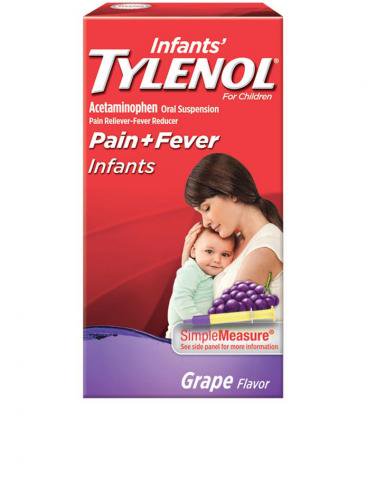 Infants'
TYLENOL®
For Children
Acetaminophen Oral Suspension
Pain Reliever-Fever Reducer
Pain+Fever
Infants
SimpleMeasure®
See side panel for more information
Grape Flavor